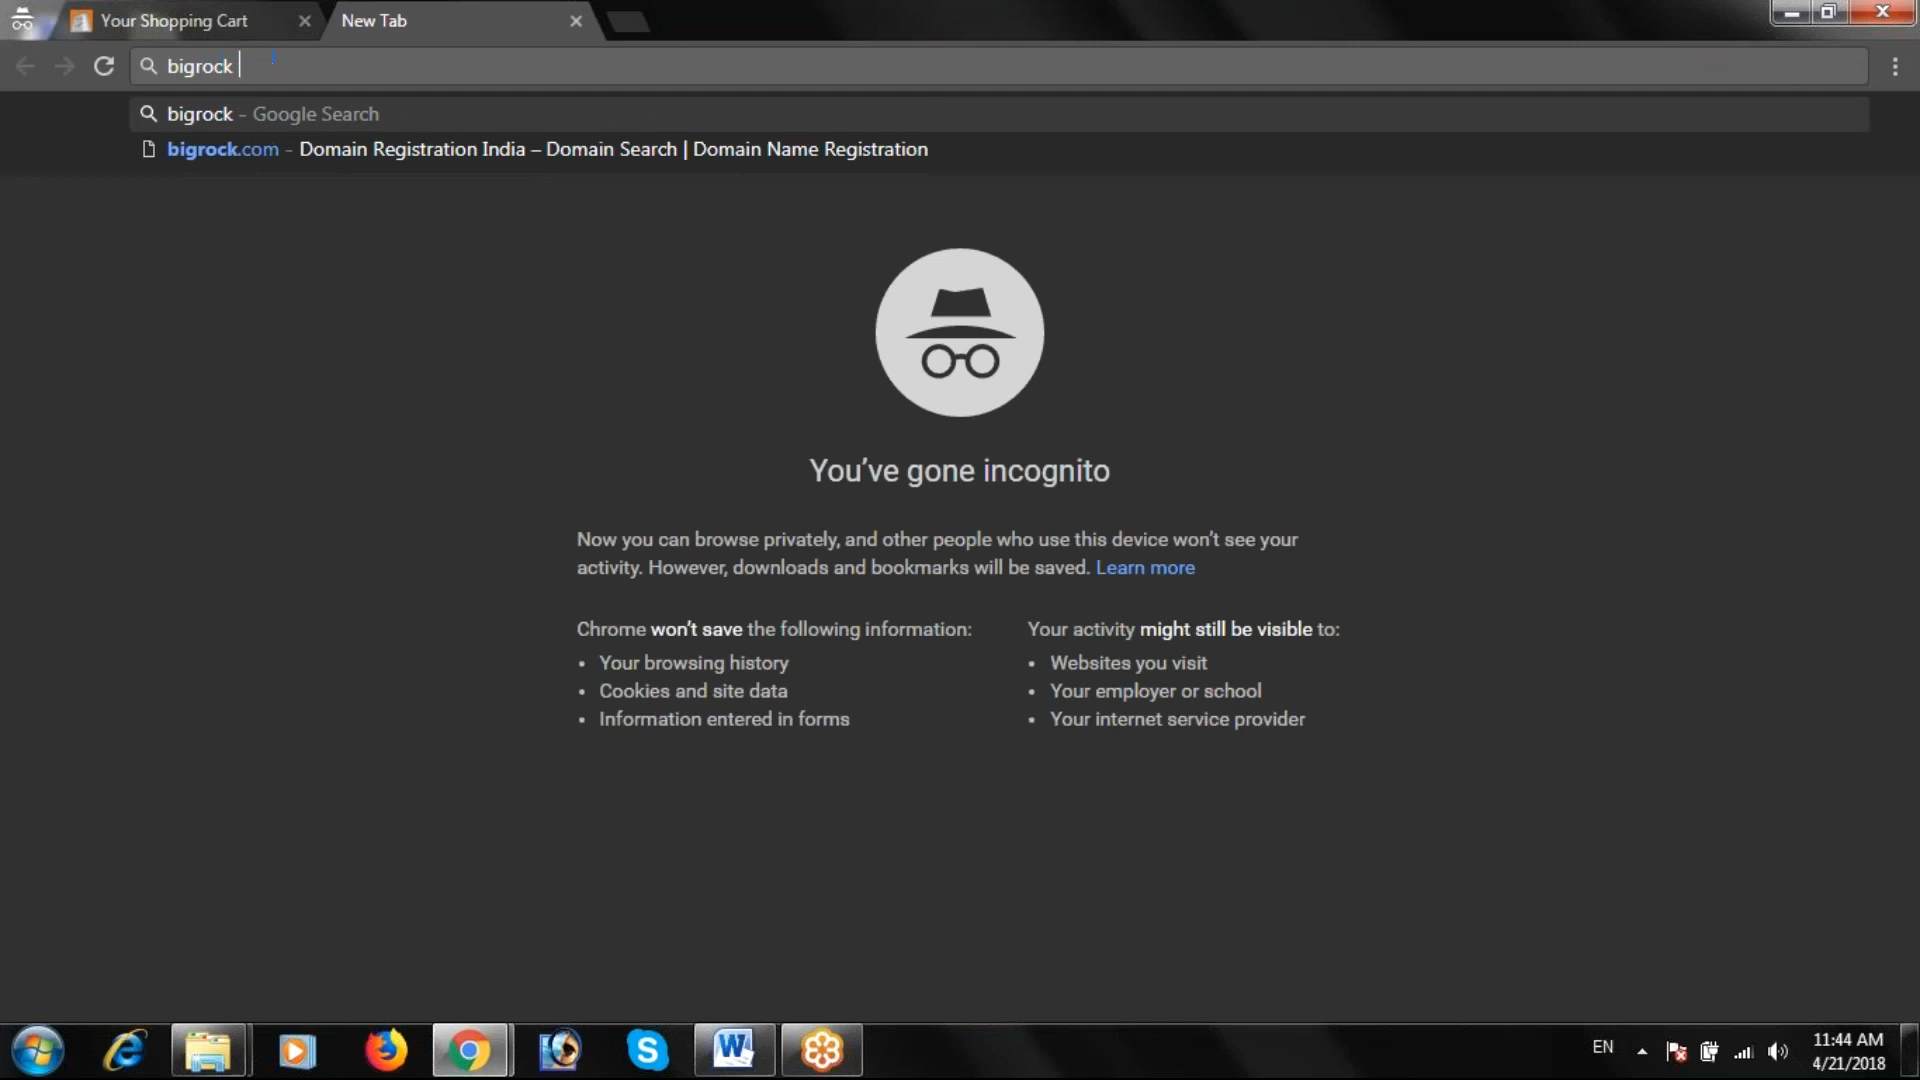 Your Shopping Cart
New Tab
bigrock
bigrock - Google Search
bigrock.com - Domain Registration India – Domain Search | Domain Name Registration
You've gone incognito
Now you can browse privately, and other people who use this device won't see your
activity. However, downloads and bookmarks will be saved. Learn more
Chrome won't save the following information:
• Your browsing history
• Cookies and site data
• Information entered in forms
Your activity might still be visible to:
• Websites you visit
• Your employer or school
• Your internet service provider
EN
11:44 AM
4/21/2018